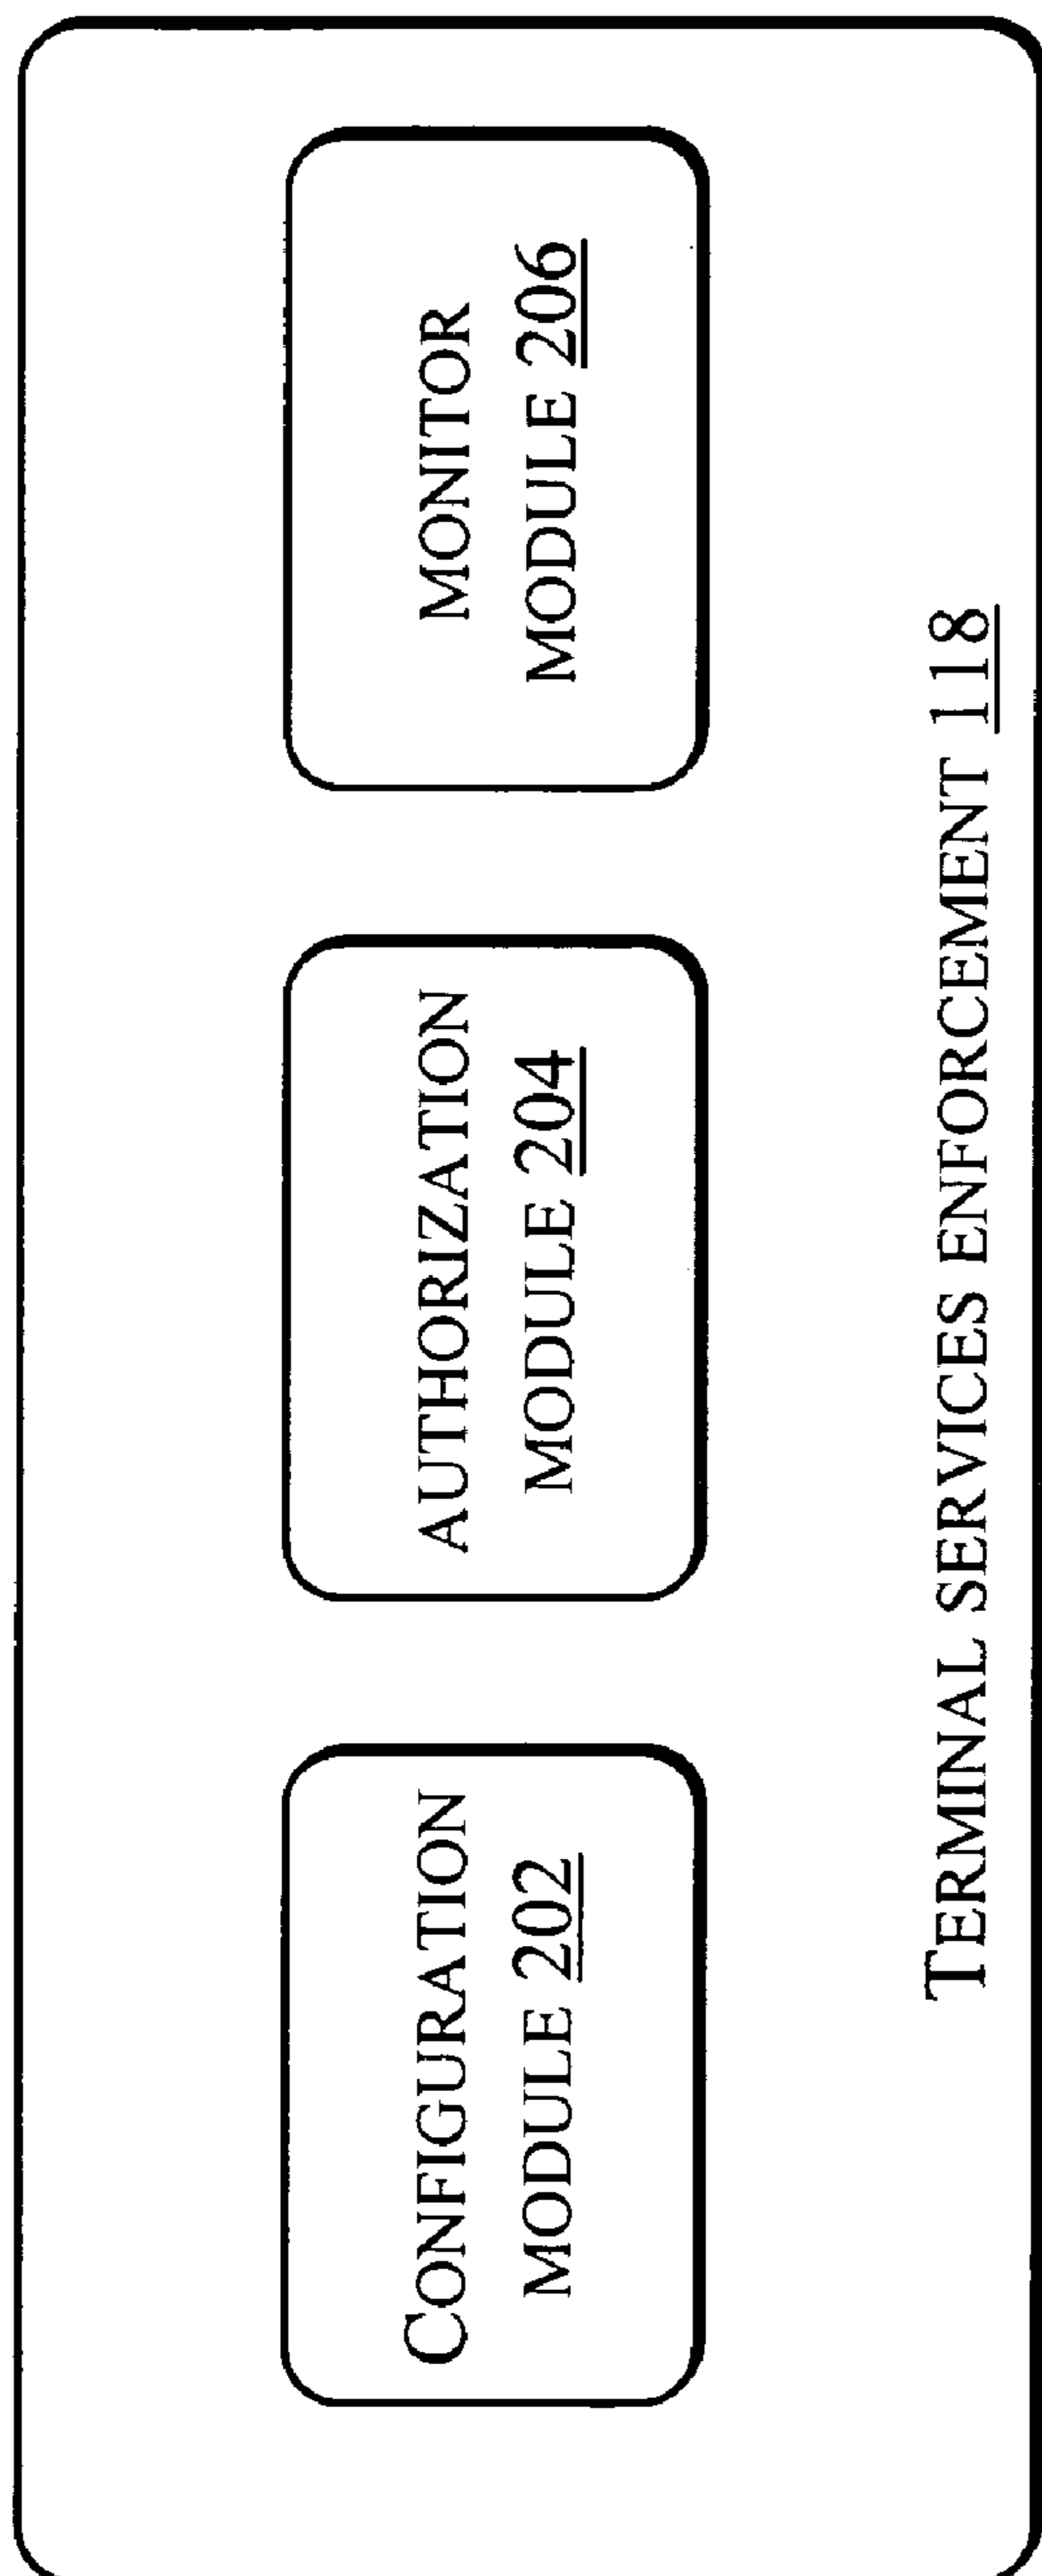 CONFIGURATION
MODULE 202
AUTHORIZATION
MODULE 204
MONITOR
MODULE 206
TERMINAL SERVICES ENFORCEMENT 118